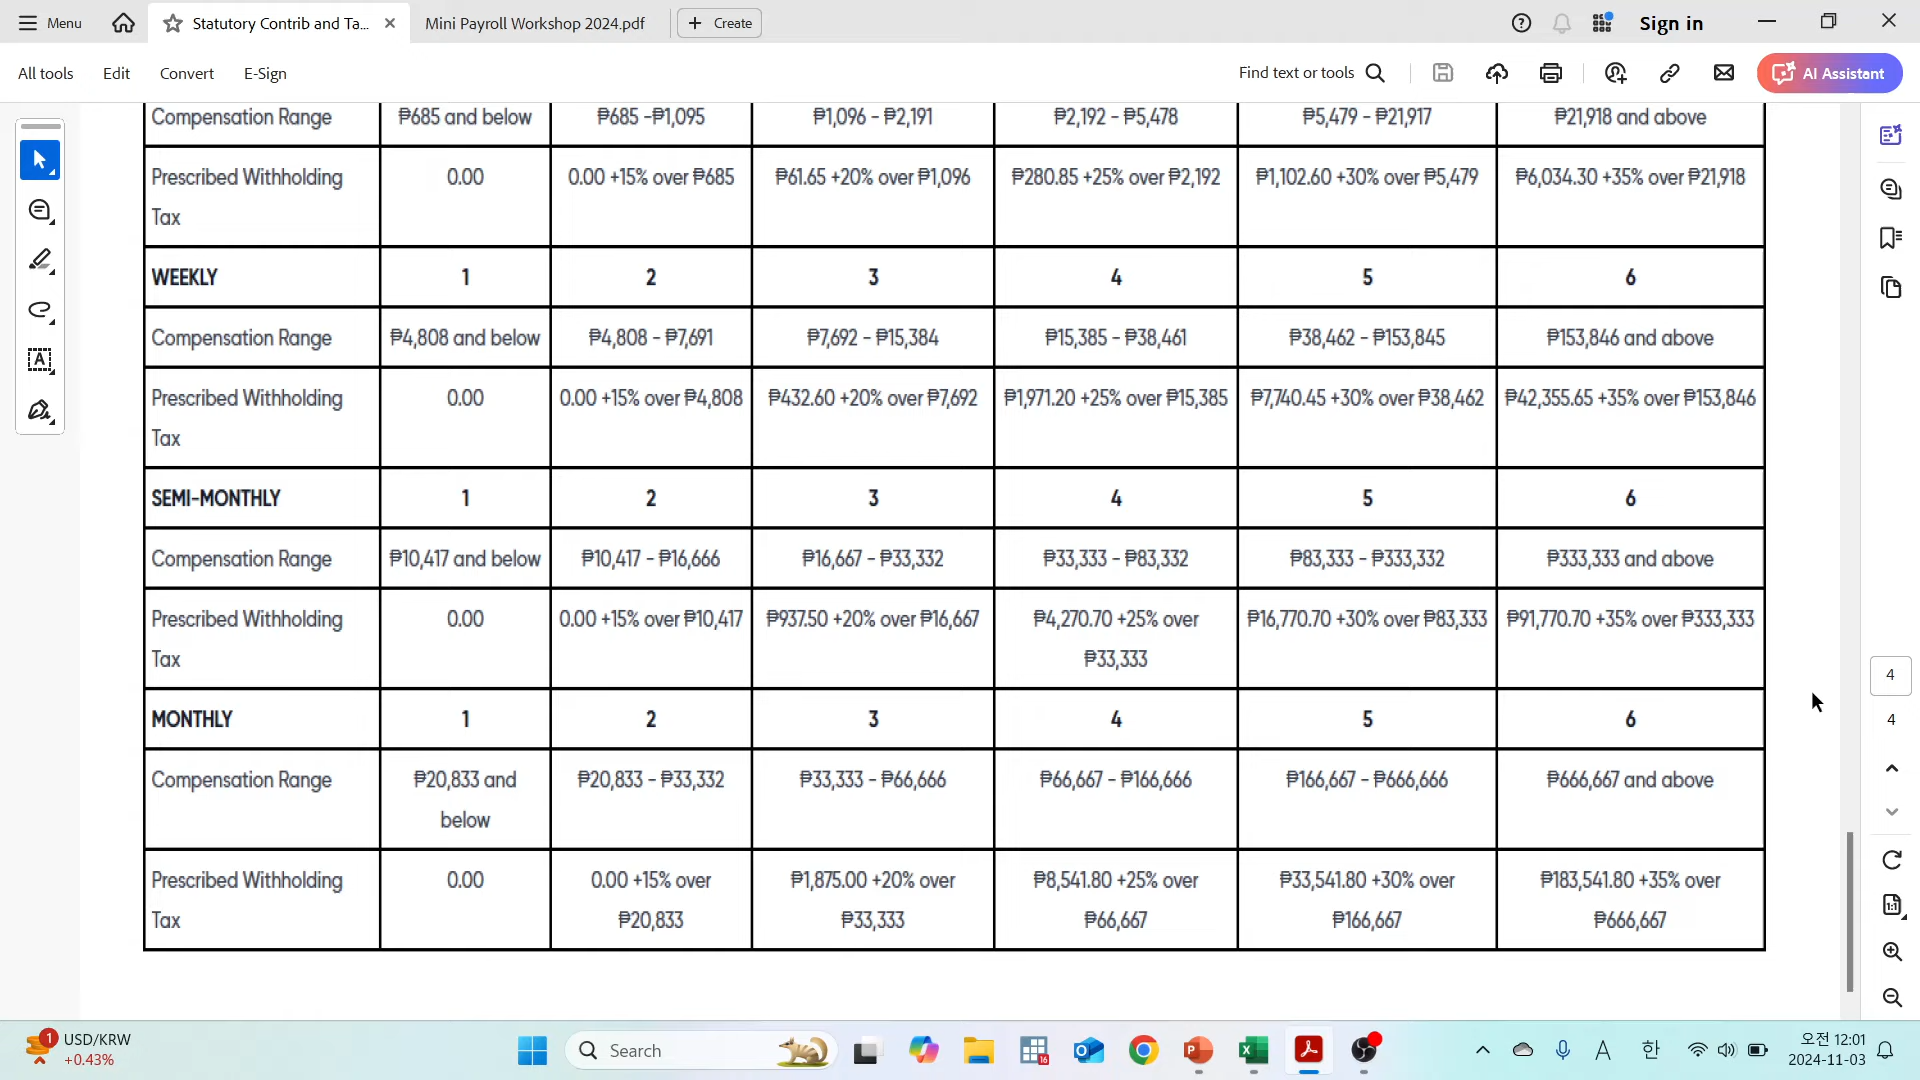 Menu
Statutory Contrib and Ta...
Mini Payroll Workshop 2024.pdf
Create
Sign in
All tools
Edit
Convert
E-Sign
Find text or tools
AI Assistant
Compensation Range ₱685 and below ₱685 -₱1,095 ₱1,096 - ₱2,191 ₱2,192 - ₱5,478 ₱5,479 - ₱21,917 ₱21,918 and above
Prescribed Withholding 0.00 0.00 +15% over ₱685 ₱61.65 +20% over ₱1,096 ₱280.85 +25% over ₱2,192 ₱1,102.60 +30% over ₱5,479 ₱6,034.30 +35% over ₱21,918
Tax
WEEKLY 1 2 3 4 5 6
Compensation Range ₱4,808 and below ₱4,808 - ₱7,691 ₱7,692 - ₱15,384 ₱15,385 - ₱38,461 ₱38,462 - ₱153,845 ₱153,846 and above
Prescribed Withholding 0.00 0.00 +15% over ₱4,808 ₱432.60 +20% over ₱7,692 ₱1,971.20 +25% over ₱15,385 ₱7,740.45 +30% over ₱38,462 ₱42,355.65 +35% over ₱153,846
Tax
SEMI-MONTHLY 1 2 3 4 5 6
Compensation Range ₱10,417 and below ₱10,417 - ₱16,666 ₱16,667 - ₱33,332 ₱33,333 - ₱83,332 ₱83,333 - ₱333,332 ₱333,333 and above
Prescribed Withholding 0.00 0.00 +15% over ₱10,417 ₱937.50 +20% over ₱16,667 ₱4,270.70 +25% over ₱16,770.70 +30% over ₱83,333 ₱91,770.70 +35% over ₱333,333
Tax ₱33,333
MONTHLY 1 2 3 4 5 6
Compensation Range ₱20,833 and ₱20,833 - ₱33,332 ₱33,333 - ₱66,666 ₱66,667 - ₱166,666 ₱166,667 - ₱666,666 ₱666,667 and above
below
Prescribed Withholding 0.00 0.00 +15% over ₱1,875.00 +20% over ₱8,541.80 +25% over ₱33,541.80 +30% over ₱183,541.80 +35% over
Tax ₱20,833 ₱33,333 ₱66,667 ₱166,667 ₱666,667
4
4
1
USD/KRW
+0.43%
Search
16
A
한
오전 12:01
2024-11-03